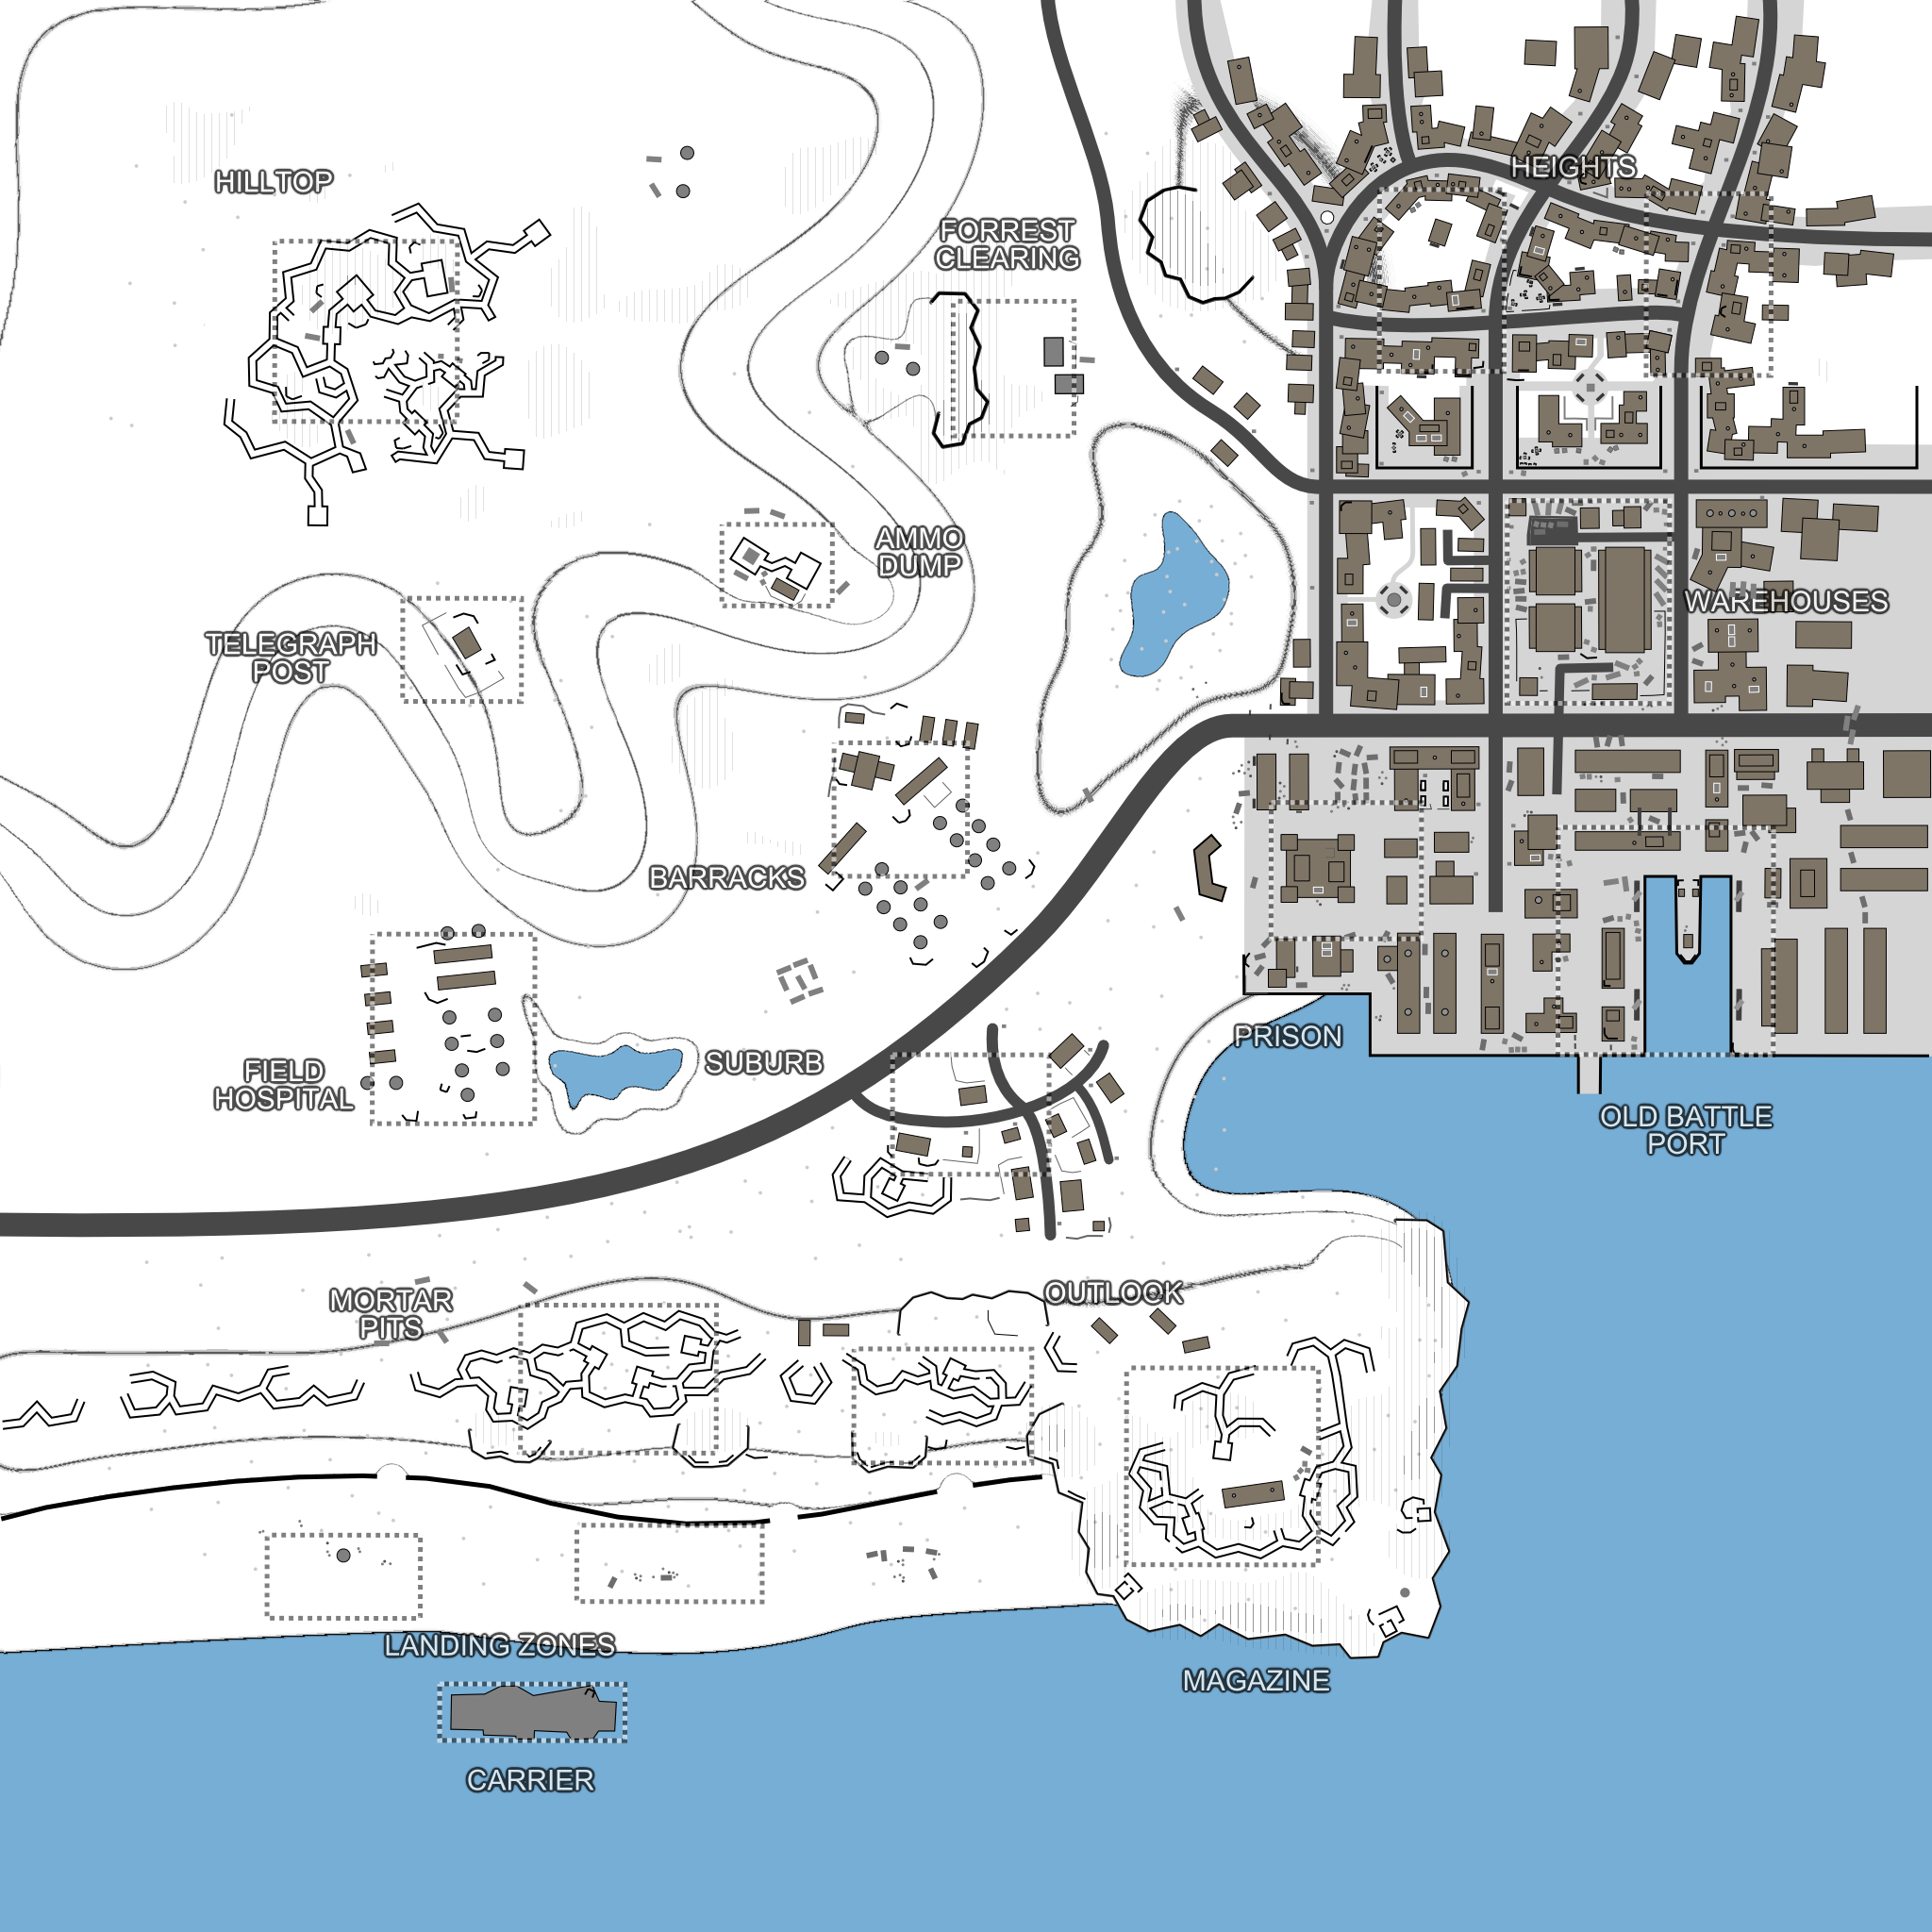 HEIGHTS
HILLTOP
FORREST
CLEARING
AMMO
DUMP
WAREHOUSES
TELEGRAPH
POST
BARRACKS
PRISON
SUBURB
FIELD
HOSPITAL
OLD BATTLE
PORT
OUTLOOK
MORTAR
PITS
LANDING ZONES
MAGAZINE
CARRIER